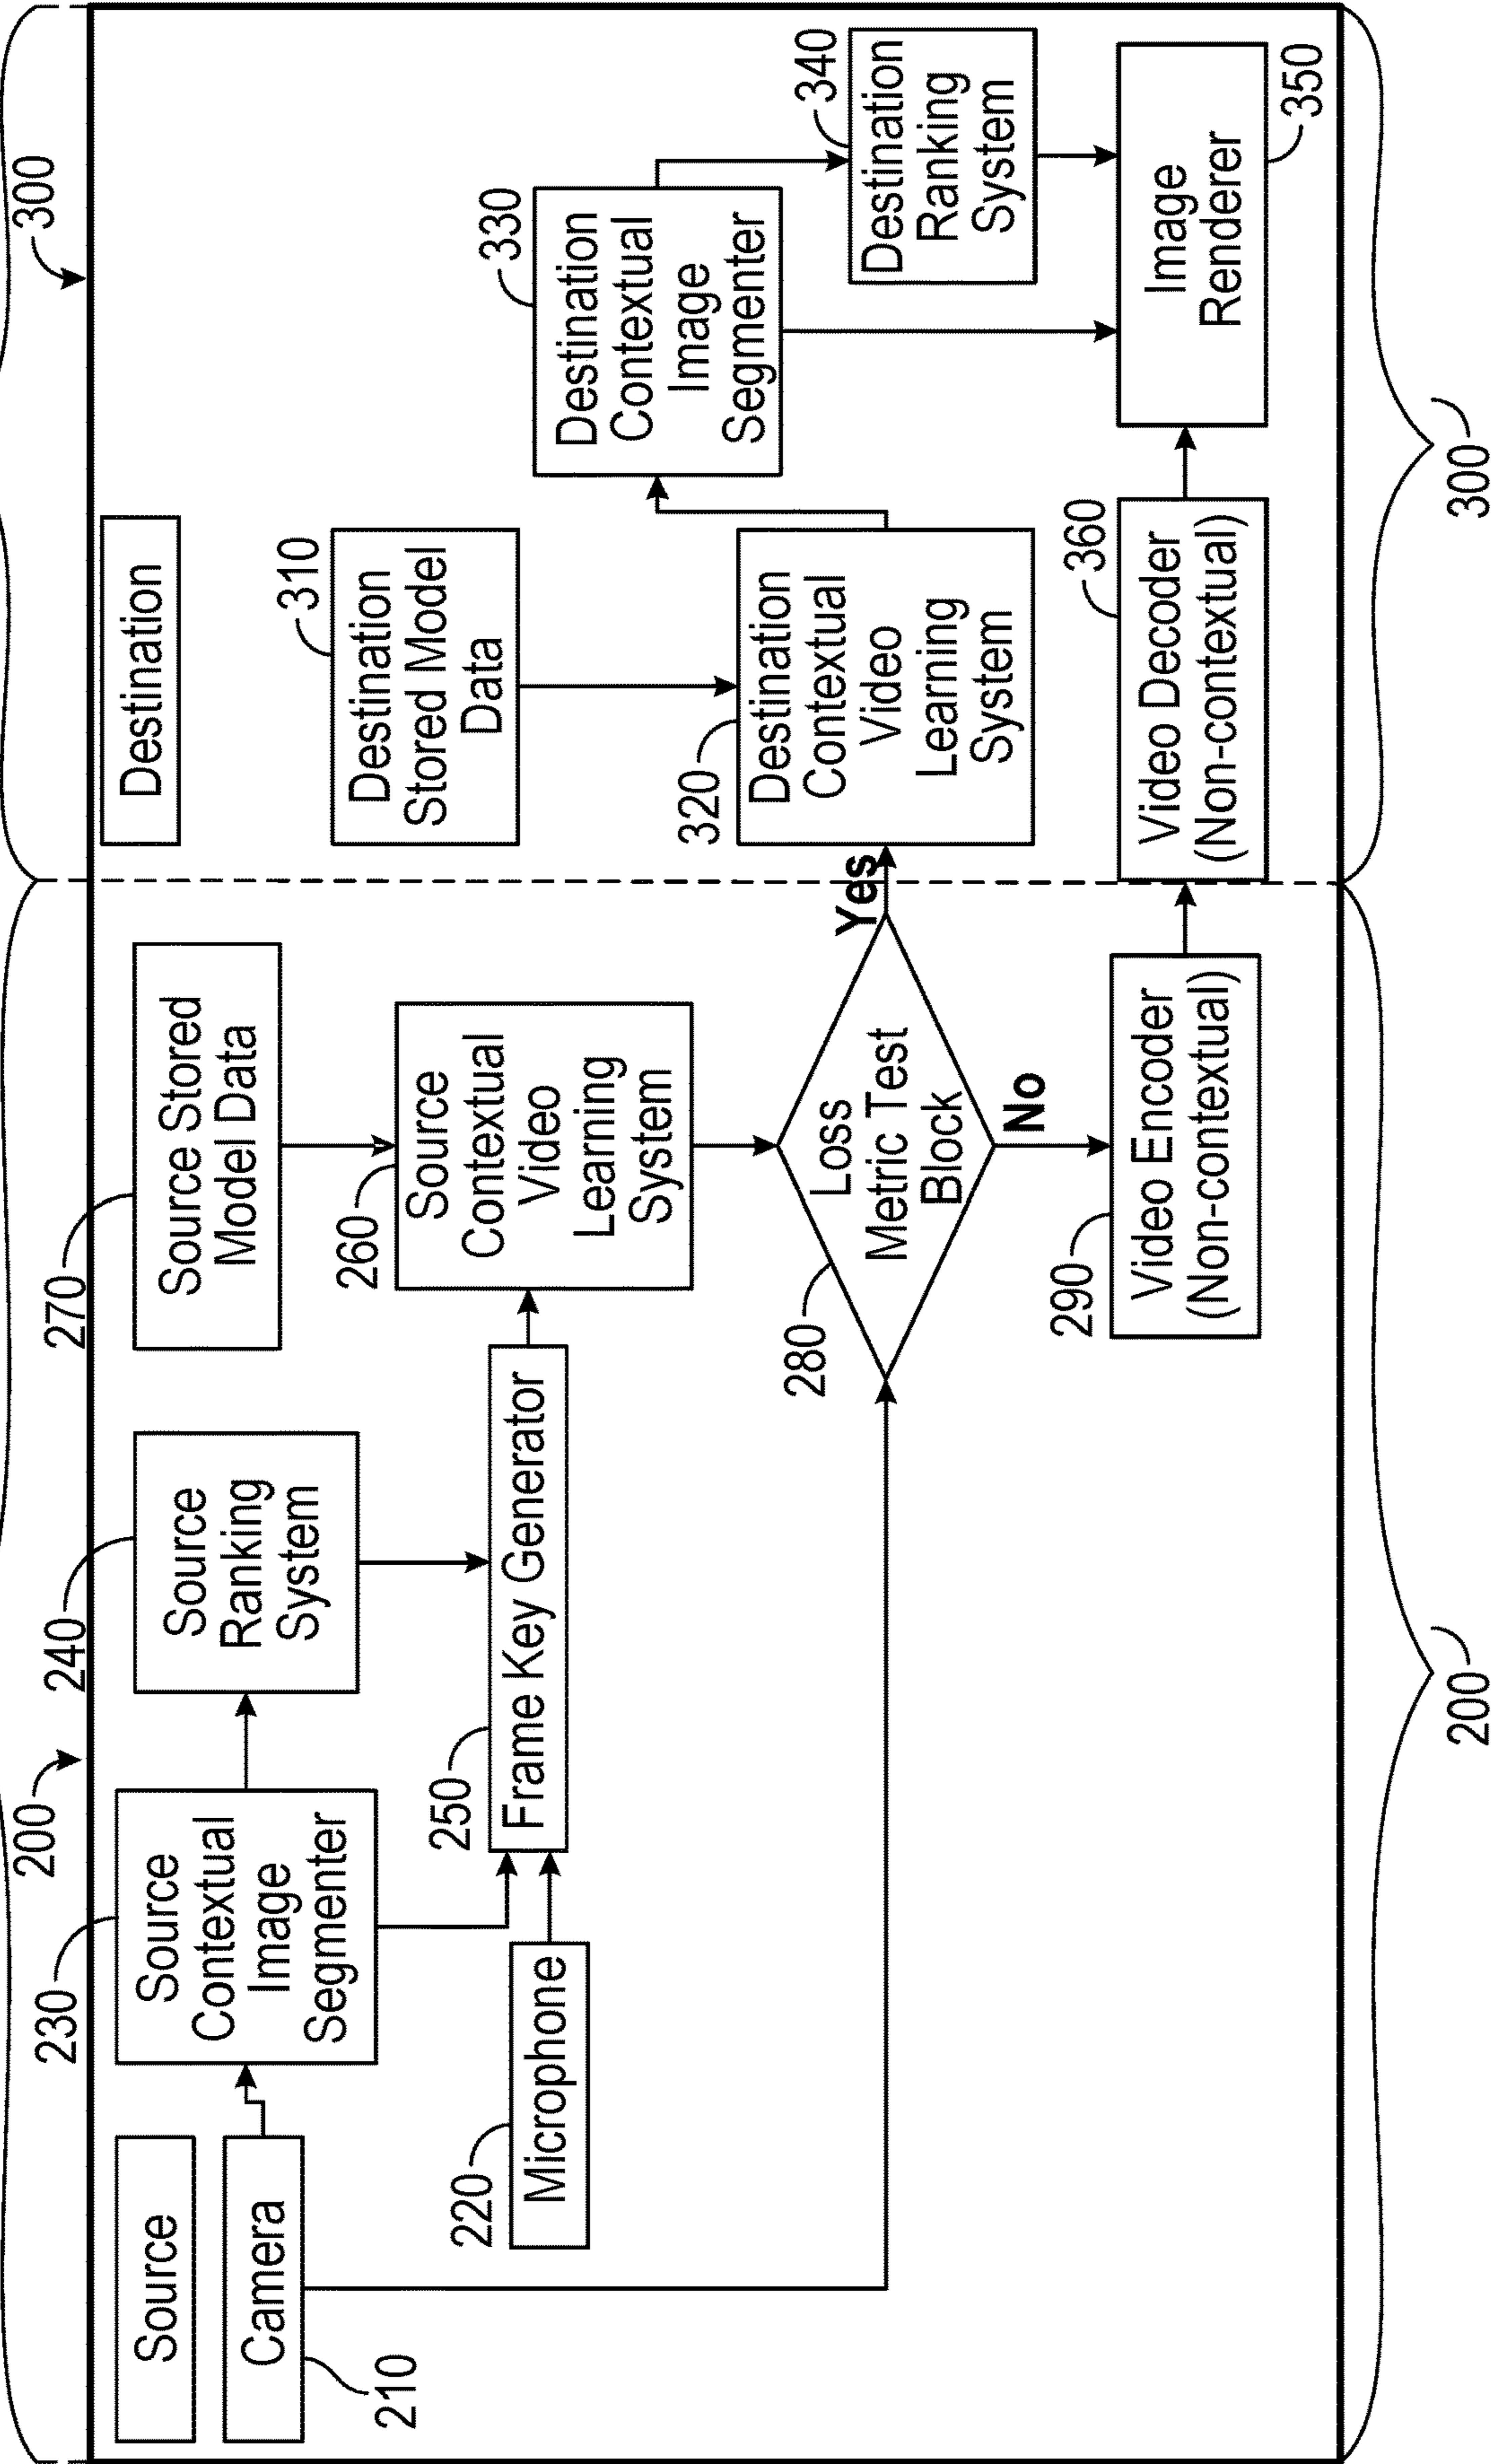 200
300
Source
Camera
210
230
Source
Contextual
Image
Segmenter
240
Source
Ranking
System
270
Source Stored
Model Data
220
Microphone
250
Frame Key Generator
260
Source
Contextual
Video
Learning
System
280
Loss
Metric Test
Block
Yes
No
290
Video Encoder
(Non-contextual)
Destination
310
Destination
Stored Model
Data
320
Destination
Contextual
Video
Learning
System
330
Destination
Contextual
Image
Segmenter
340
Destination
Ranking
System
360
Video Decoder
(Non-contextual)
Image
Renderer
350
200
300